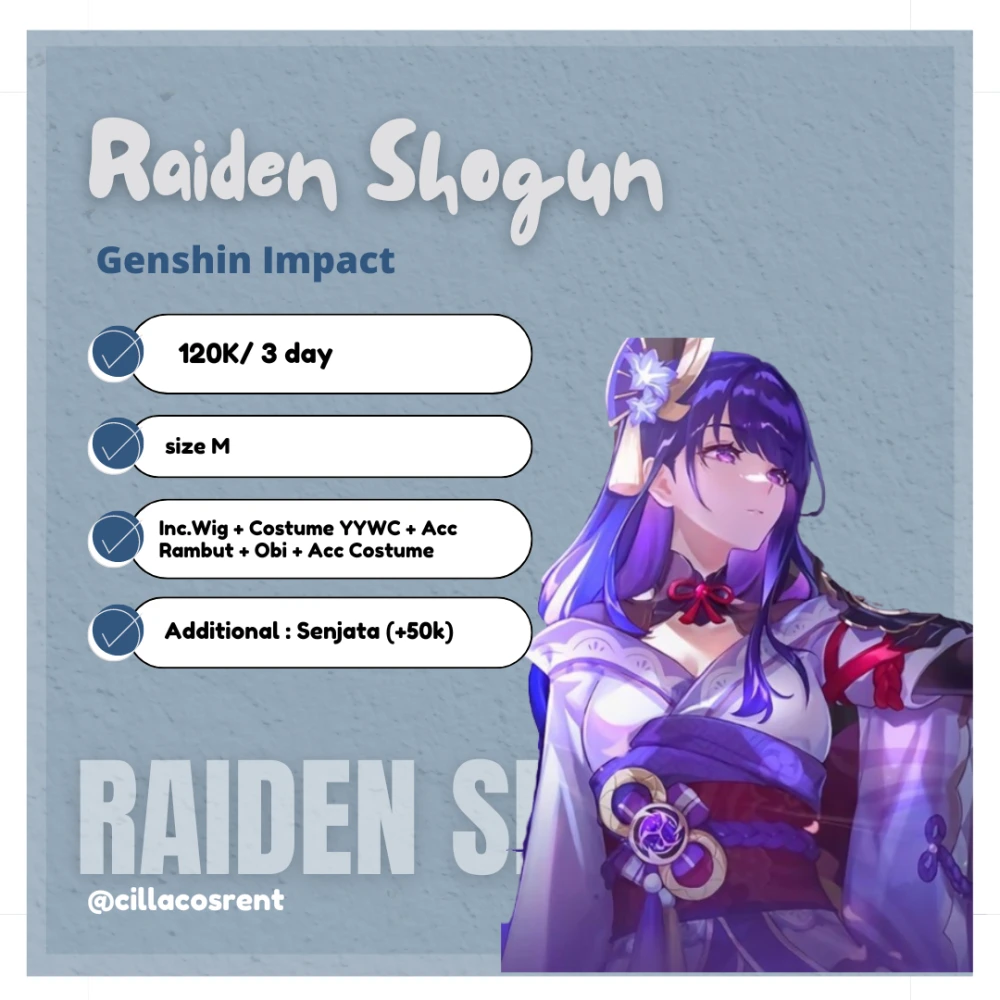 Raiden Shogun
Genshin Impact
120K/ 3 day
size M
Inc.Wig + Costume YYWC + Acc
Rambut + Obi + Acc Costume
Additional : Senjata (+50k)
RAIDEN S
@cillacosrent